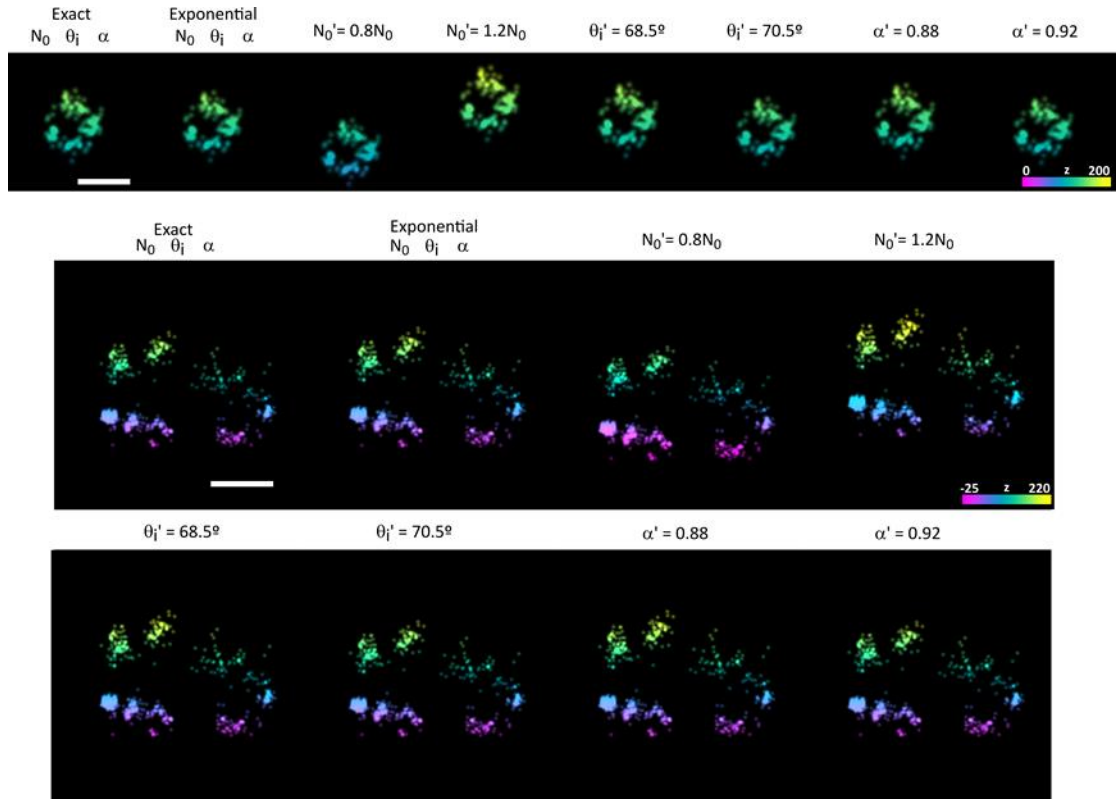 Exact Exponential
N₀ θᵢ α N₀ θᵢ α N₀'= 0.8N₀ N₀'= 1.2N₀ θᵢ'= 68.5º θᵢ'= 70.5º α'= 0.88 α'= 0.92
0 z 200
Exact Exponential
N₀ θᵢ α N₀ θᵢ α N₀'= 0.8N₀ N₀'= 1.2N₀
-25 z 220
θᵢ' = 68.5º θᵢ' = 70.5º α' = 0.88 α' = 0.92